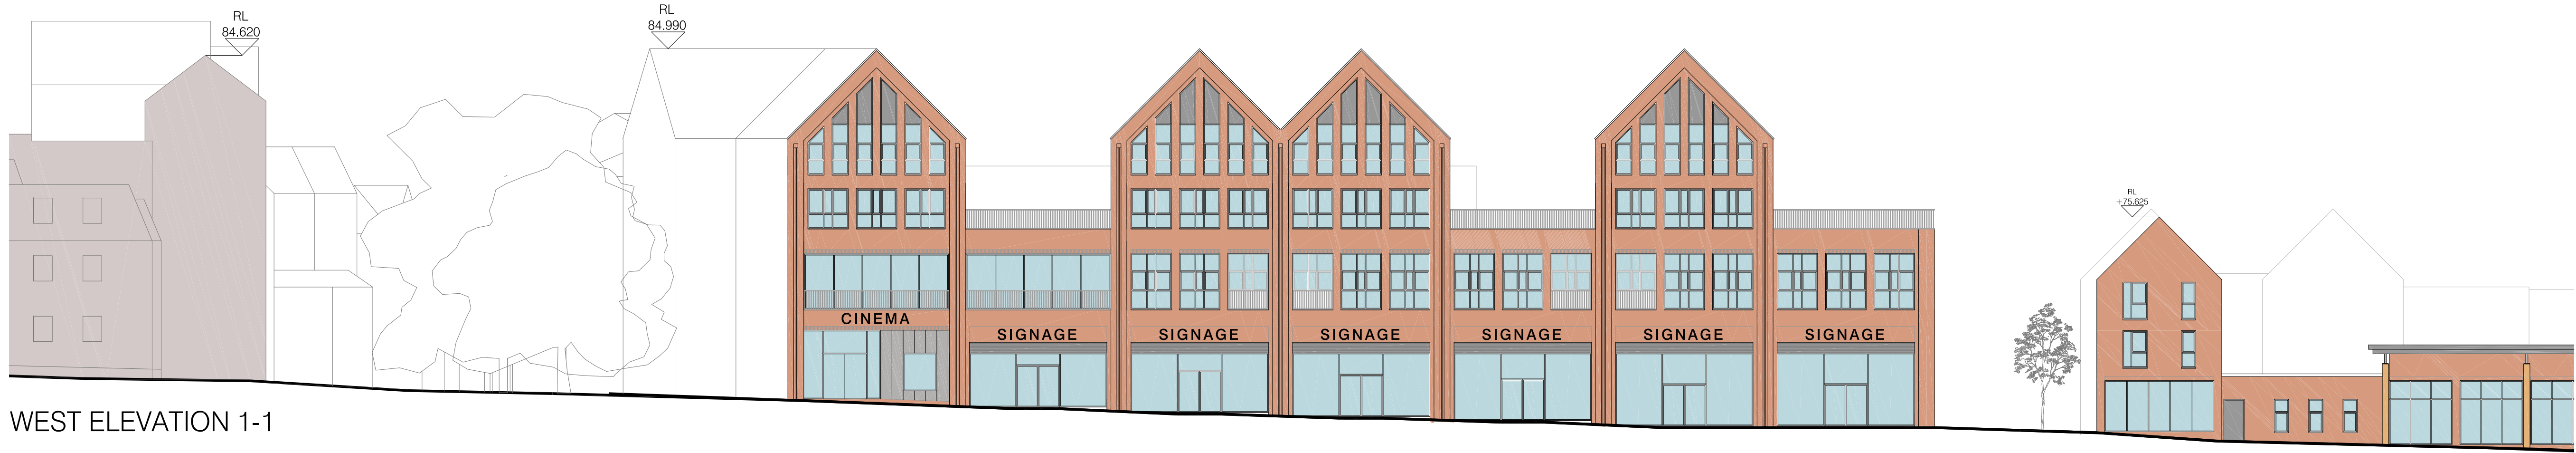 RL
84.620
RL
84.990
RL
+75.625
CINEMA
SIGNAGE
SIGNAGE
SIGNAGE
SIGNAGE
SIGNAGE
SIGNAGE
WEST ELEVATION 1-1